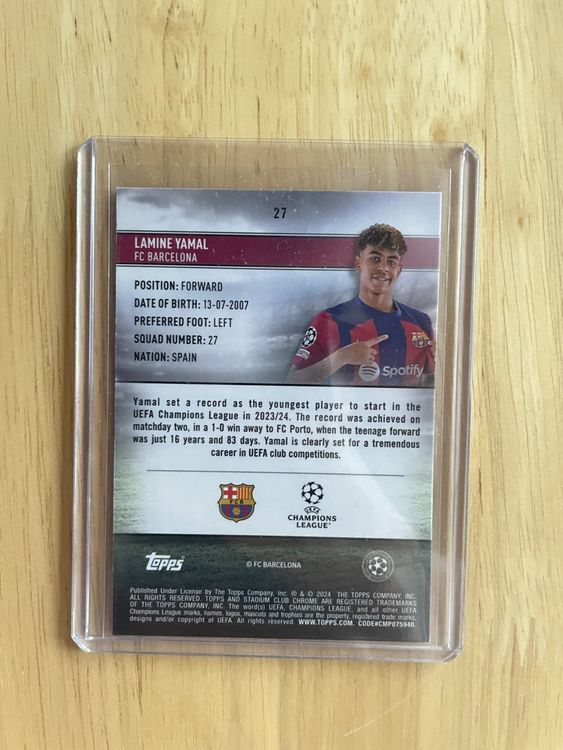 27
LAMINE YAMAL
FC BARCELONA
POSITION: FORWARD
DATE OF BIRTH: 13-07-2007
PREFERRED FOOT: LEFT
SQUAD NUMBER: 27
NATION: SPAIN
Spotify
Yamal set a record as the youngest player to start in the
UEFA Champions League in 2023/24. The record was achieved on
matchday two, in a 1-0 win away to FC Porto, when the teenage forward
was just 16 years and 83 days. Yamal is clearly set for a tremendous
career in UEFA club competitions.
FCB
UEFA
CHAMPIONS
LEAGUE
Topps
© FC BARCELONA
Published Under License by The Topps Company, Inc. ® & © 2024 THE TOPPS COMPANY, INC.
ALL RIGHTS RESERVED. TOPPS AND STADIUM CLUB CHROME ARE REGISTERED TRADEMARKS
OF THE TOPPS COMPANY, INC. The word(s) UEFA, CHAMPIONS LEAGUE, and all other UEFA
Champions League marks, names, logos, mascots and trophies are the property, registered trade marks,
designs and/or copyright of UEFA. All rights reserved. WWW.TOPPS.COM. CODE#CMP075940.